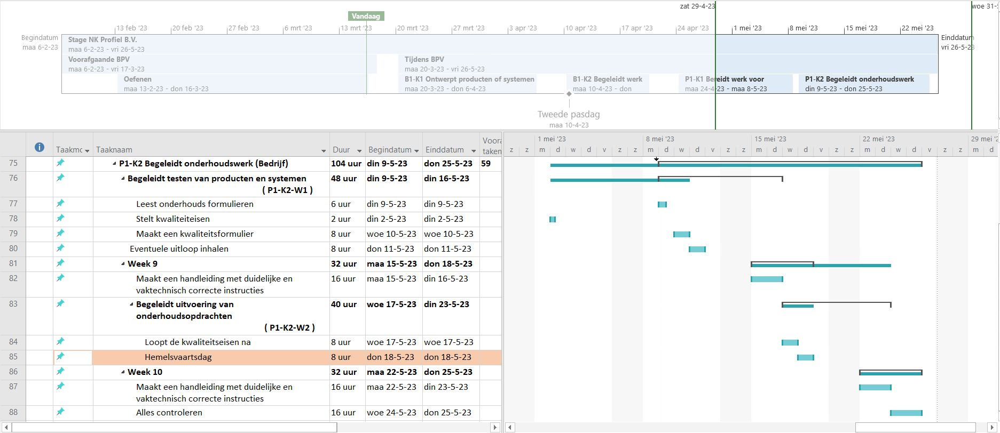 zat 29-4-23
woe 31-5
Vandaag
13 feb '23 20 feb '23 27 feb '23 6 mrt '23 13 mrt '23 20 mrt '23 27 mrt '23 3 apr '23 10 apr '23 17 apr '23 24 apr '23 1 mei '23 8 mei '23 15 mei '23 22 mei '23
Begindatum
maa 6-2-23
Stage NK Profiel B.V.
maa 6-2-23 - vri 26-5-23
Einddatum
vri 26-5-23
Voorafgaande BPV
maa 6-2-23 - vri 17-3-23
Tijdens BPV
maa 20-3-23 - vri 26-5-23
Oefenen
maa 13-2-23 - don 16-3-23
B1-K1 Ontwerpt producten of systemen
maa 20-3-23 - don 6-4-23
B1-K2 Begeleidt werk
maa 10-4-23 - don
P1-K1 Bereidt werk voor
maa 24-4-23 - maa 8-5-23
P1-K2 Begeleidt onderhoudswerk
din 9-5-23 - don 25-5-23
Tweede pasdag
maa 10-4-23
Taakmo Taaknaam Duur Begindatum Einddatum Voora
taken
1 mei '23 8 mei '23 15 mei '23 22 mei '23 29 mei '2
z z m d w d v z z m d w d v z z m d w d v z z m d w d v z z m d
75 P1-K2 Begeleidt onderhoudswerk (Bedrijf) 104 uur din 9-5-23 don 25-5-23 59
76 Begeleidt testen van producten en systemen 48 uur din 9-5-23 din 16-5-23
( P1-K2-W1 )
77 Leest onderhouds formulieren 6 uur din 9-5-23 din 9-5-23
78 Stelt kwaliteiteisen 2 uur din 2-5-23 din 2-5-23
79 Maakt een kwaliteitsformulier 8 uur woe 10-5-23 woe 10-5-23
80 Eventuele uitloop inhalen 8 uur don 11-5-23 don 11-5-23
81 Week 9 32 uur maa 15-5-23 don 18-5-23
82 Maakt een handleiding met duidelijke en 16 uur maa 15-5-23 din 16-5-23
vaktechnisch correcte instructies
83 Begeleidt uitvoering van 40 uur woe 17-5-23 din 23-5-23
onderhoudsopdrachten
( P1-K2-W2 )
84 Loopt de kwaliteitseisen na 8 uur woe 17-5-23 woe 17-5-23
85 Hemelsvaartsdag 8 uur don 18-5-23 don 18-5-23
86 Week 10 32 uur maa 22-5-23 don 25-5-23
87 Maakt een handleiding met duidelijke en 16 uur maa 22-5-23 din 23-5-23
vaktechnisch correcte instructies
88 Alles controleren 16 uur woe 24-5-23 don 25-5-23